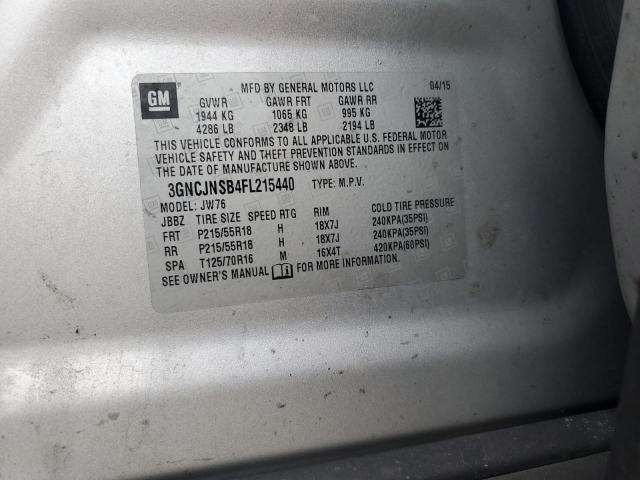 GM
MFD BY GENERAL MOTORS LLC 04/15
GVWR GAWR FRT GAWR RR
1944 KG 1065 KG 995 KG
4286 LB 2348 LB 2194 LB
THIS VEHICLE CONFORMS TO ALL APPLICABLE U.S. FEDERAL MOTOR
VEHICLE SAFETY AND THEFT PREVENTION STANDARDS IN EFFECT ON
THE DATE OF MANUFACTURE SHOWN ABOVE.
3GNCJNSB4FL215440 TYPE: M.P.V.
MODEL: JW76
JBBZ TIRE SIZE SPEED RTG RIM COLD TIRE PRESSURE
FRT P215/55R18 H 18X7J 240KPA(35PSI)
RR P215/55R18 H 18X7J 240KPA(35PSI)
SPA T125/70R16 M 16X4T 420KPA(60PSI)
SEE OWNER'S MANUAL FOR MORE INFORMATION.